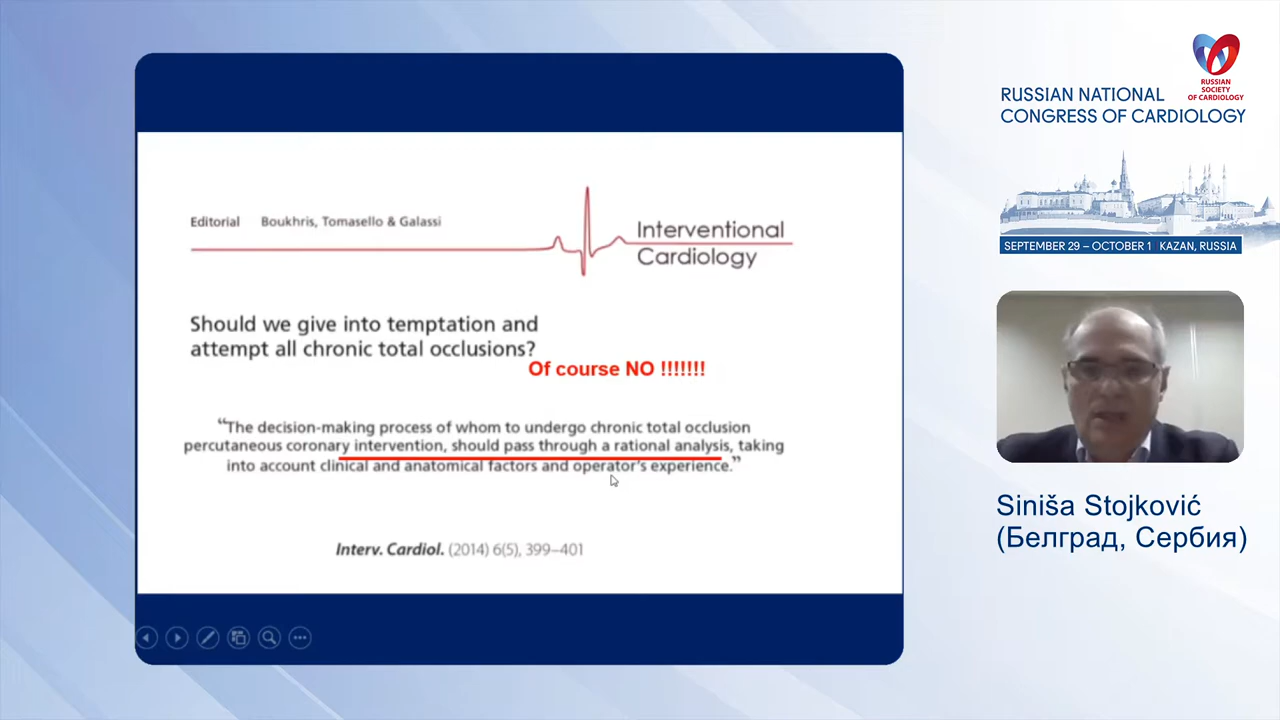 Editorial Boukhris, Tomasello & Galassi
Interventional
Cardiology
Should we give into temptation and
attempt all chronic total occlusions?
Of course NO !!!!!!!
“The decision-making process of whom to undergo chronic total occlusion
percutaneous coronary intervention, should pass through a rational analysis, taking
into account clinical and anatomical factors and operator’s experience.”
Interv. Cardiol. (2014) 6(5), 399–401
RUSSIAN
SOCIETY
OF CARDIOLOGY
RUSSIAN NATIONAL
CONGRESS OF CARDIOLOGY
SEPTEMBER 29 – OCTOBER 1 KAZAN, RUSSIA
Siniša Stojković
(Белград, Сербия)